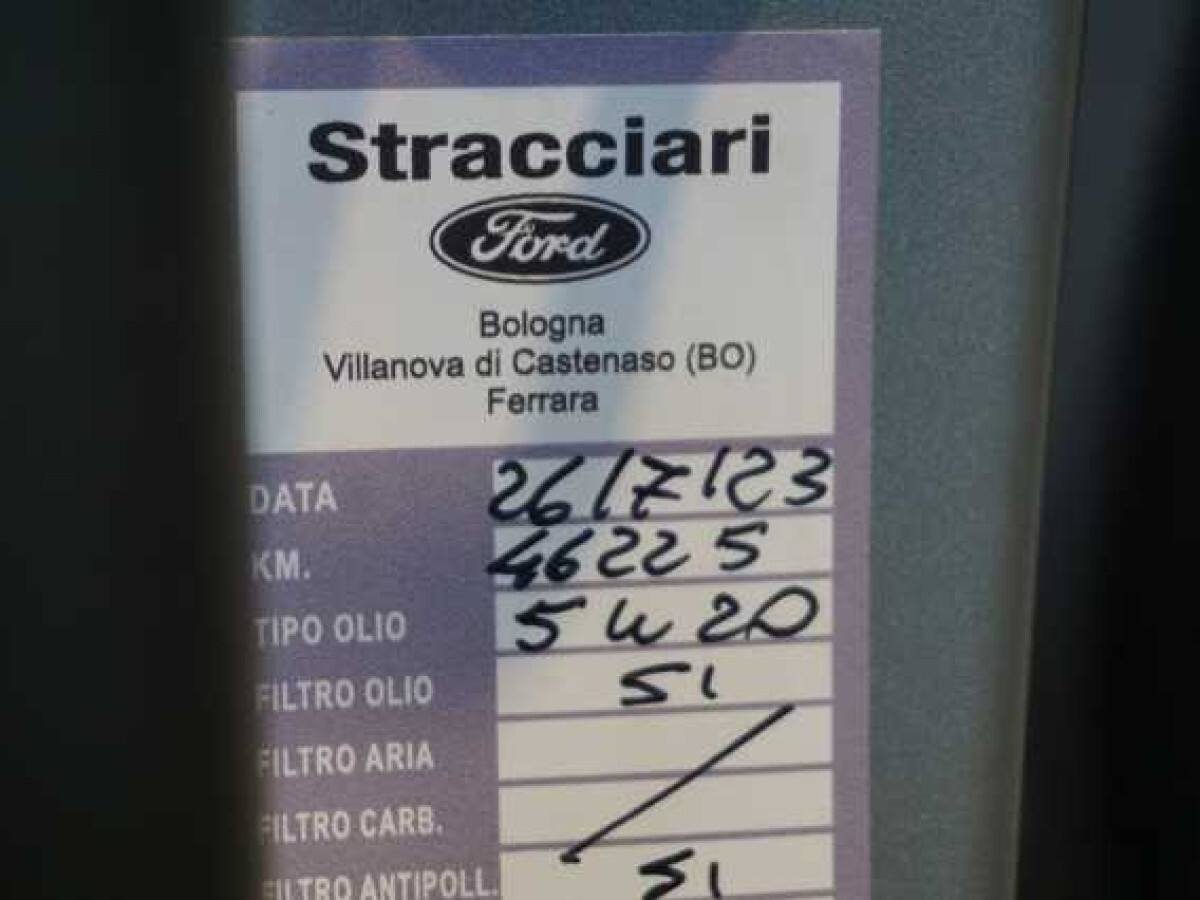 Stracciari
Ford
Bologna
Villanova di Castenaso (BO)
Ferrara
DATA 26/7/23
KM. 46225
TIPO OLIO 5W20
FILTRO OLIO SI
FILTRO ARIA
FILTRO CARB.
FILTRO ANTIPOLL. SI